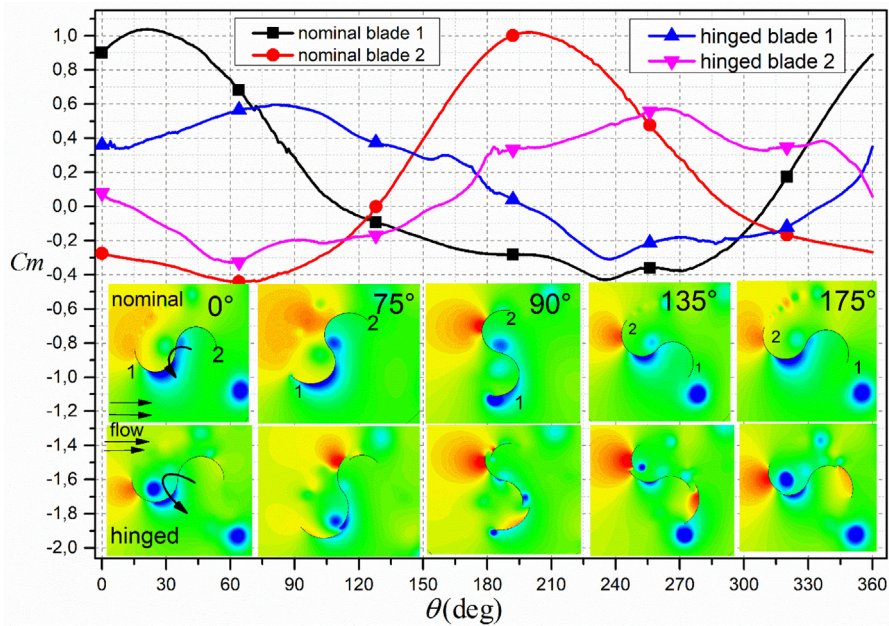 1,0
0,8
0,6
0,4
0,2
0,0
-0,2
-0,4
-0,6
-0,8
-1,0
-1,2
-1,4
-1,6
-1,8
-2,0
Cm
nominal blade 1
nominal blade 2
hinged blade 1
hinged blade 2
nominal 0° 75° 90° 135° 175°
1 2
1 2
1 2
1 2
1 2
flow
hinged
0 30 60 90 120 150 180 210 240 270 300 330 360
θ(deg)